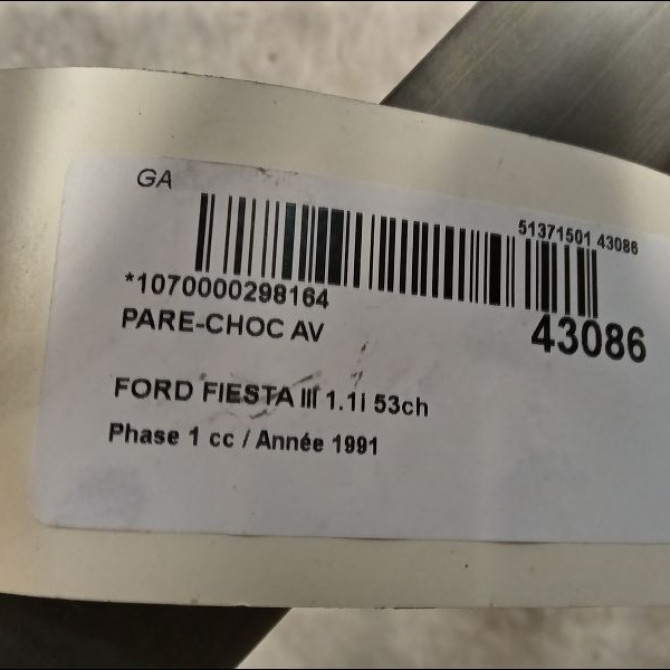 GA
51371501 43086
*1070000298164
43086
PARE-CHOC AV
FORD FIESTA III 1.1i 53ch
Phase 1 cc / Année 1991